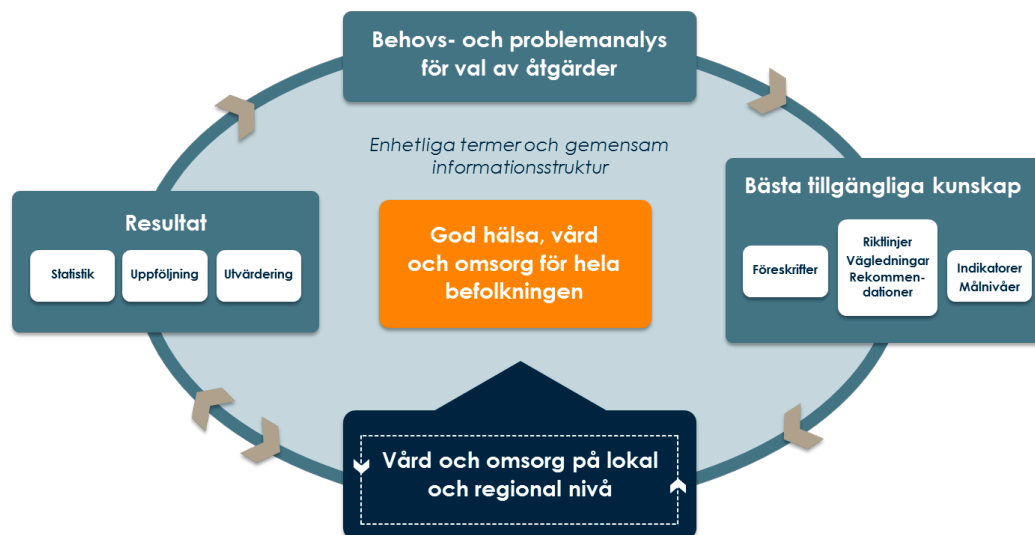 Behovs- och problemanalys
för val av åtgärder
Enhetliga termer och gemensam
informationsstruktur
Resultat
Statistik
Uppföljning
Utvärdering
God hälsa, vård
och omsorg för hela
befolkningen
Bästa tillgängliga kunskap
Föreskrifter
Riktlinjer
Vägledningar
Rekommen-
dationer
Indikatorer
Målnivåer
Vård och omsorg på lokal
och regional nivå